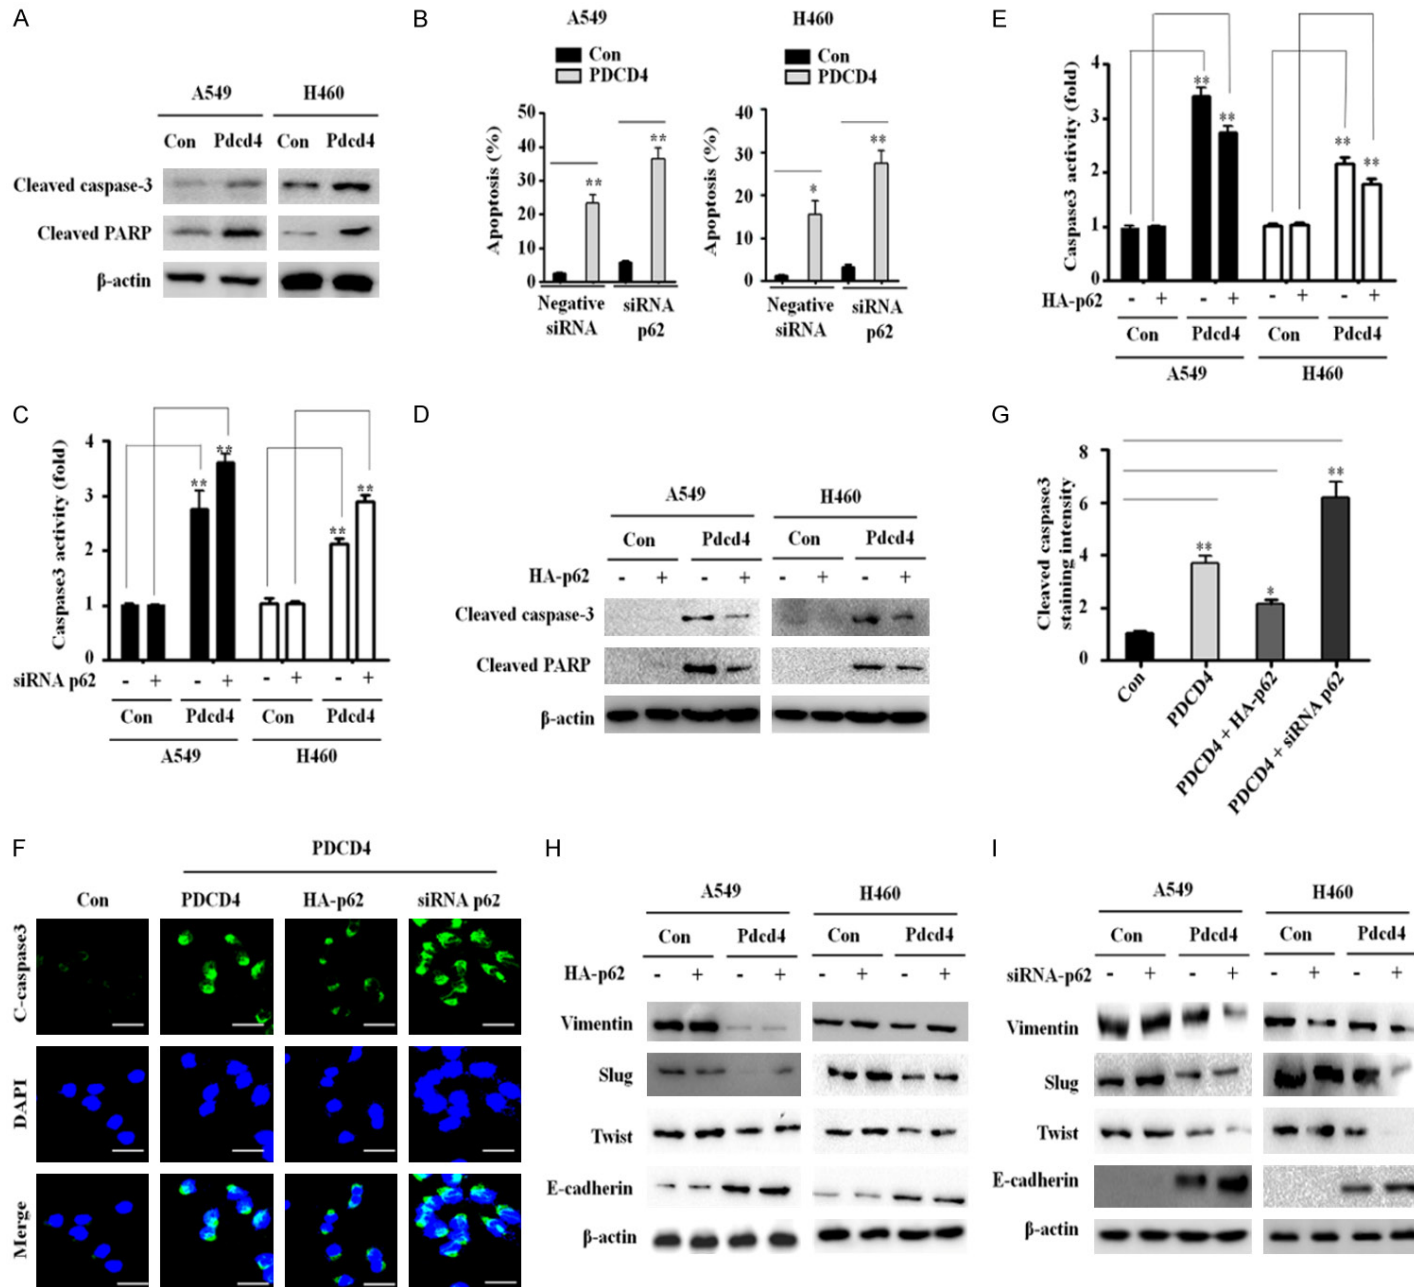 A
A549 H460
Con Pdcd4 Con Pdcd4
Cleaved caspase-3
Cleaved PARP
β-actin
B
A549
Con
PDCD4
Apoptosis (%)
50
40
30
20
10
0
** **
Negative siRNA
siRNA p62
H460
Con
PDCD4
Apoptosis (%)
40
30
20
10
0
* **
Negative siRNA
siRNA p62
E
Caspase3 activity (fold)
4
3
2
1
0
** ** ** **
HA-p62 - + - + - + - +
Con Pdcd4 Con Pdcd4
A549 H460
C
Caspase3 activity (fold)
4
3
2
1
0
** ** ** **
siRNA p62 - + - + - + - +
Con Pdcd4 Con Pdcd4
A549 H460
D
A549 H460
Con Pdcd4 Con Pdcd4
HA-p62 - + - + - + - +
Cleaved caspase-3
Cleaved PARP
β-actin
G
Cleaved caspase3
staining intensity
8
6
4
2
0
** * **
Con
PDCD4
PDCD4 + HA-p62
PDCD4 + siRNA p62
F
PDCD4
Con PDCD4 HA-p62 siRNA p62
C-caspase3
DAPI
Merge
H
A549 H460
Con Pdcd4 Con Pdcd4
HA-p62 - + - + - + - +
Vimentin
Slug
Twist
E-cadherin
β-actin
I
A549 H460
Con Pdcd4 Con Pdcd4
siRNA-p62 - + - + - + - +
Vimentin
Slug
Twist
E-cadherin
β-actin